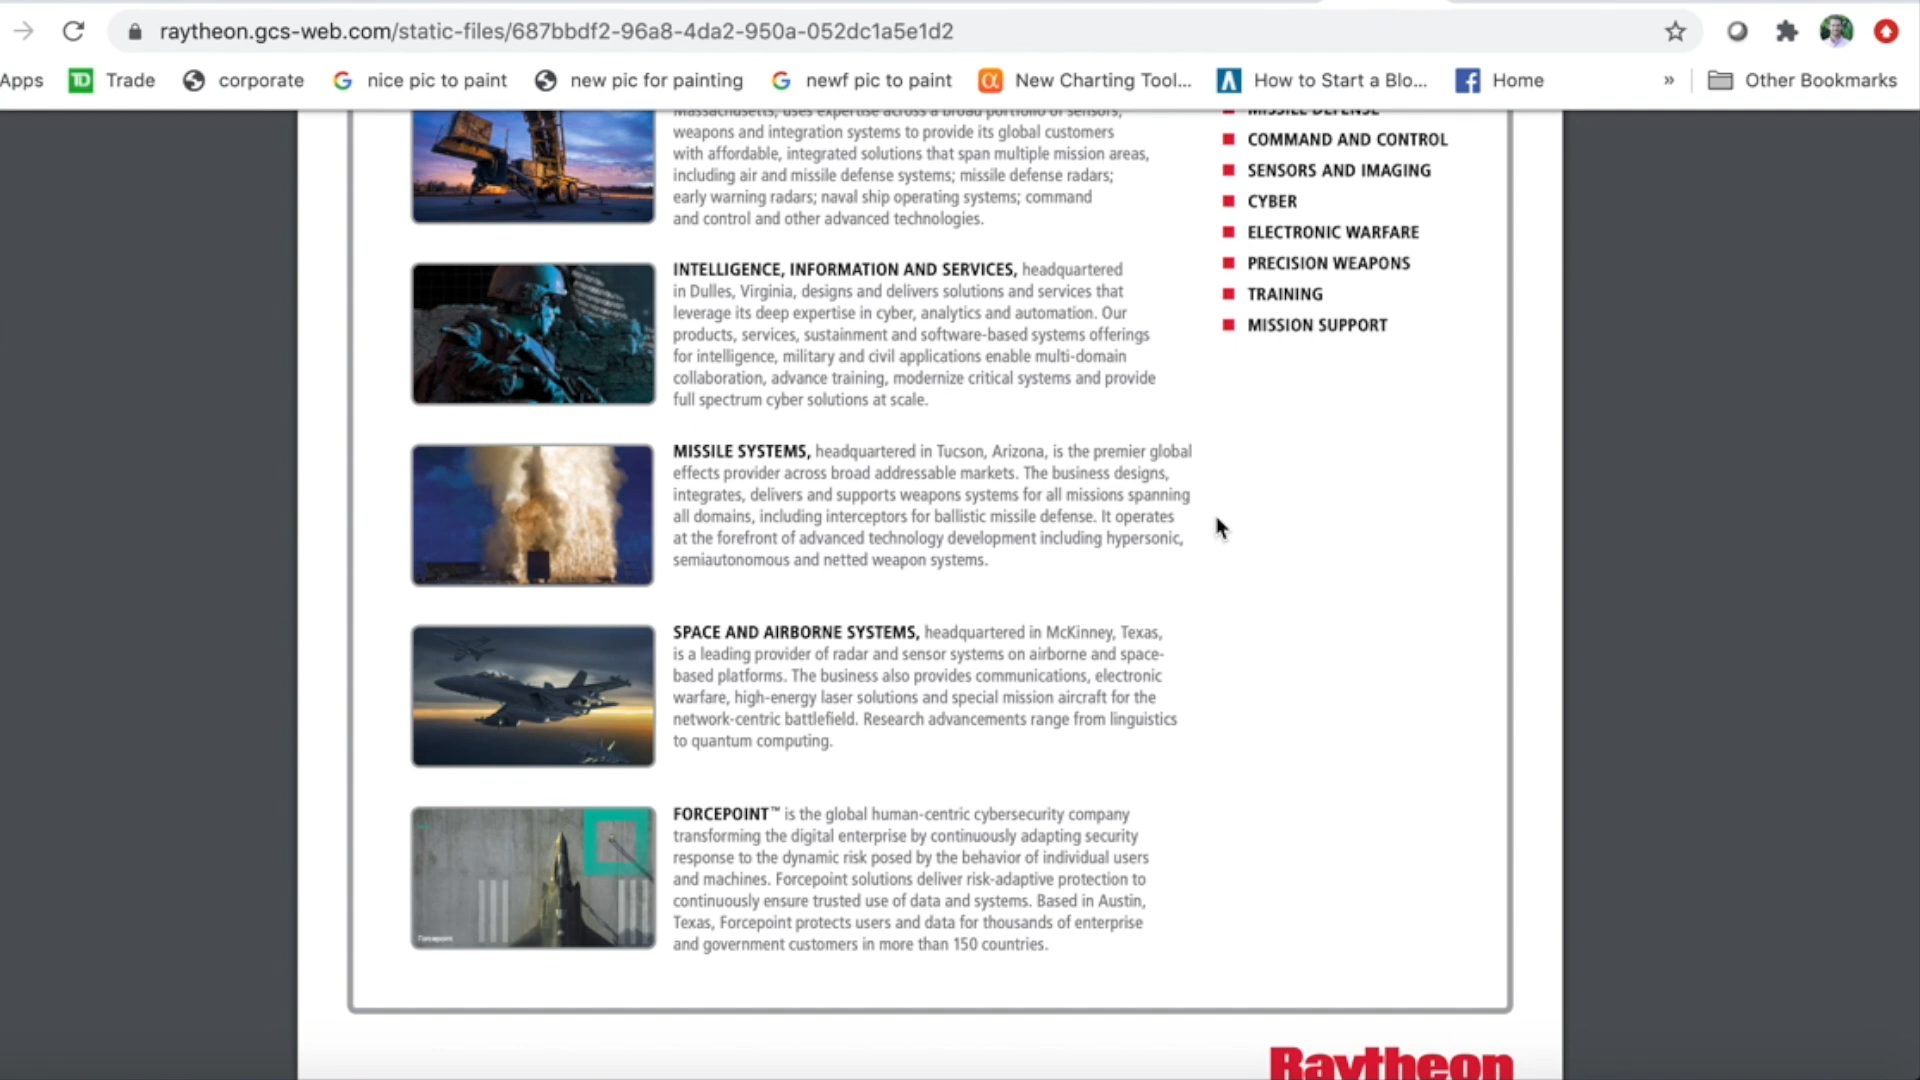 raytheon.gcs-web.com/static-files/687bbdf2-96a8-4da2-950a-052dc1a5e1d2
Apps Trade corporate nice pic to paint new pic for painting newf pic to paint New Charting Tool... How to Start a Blo... Home » Other Bookmarks
Massachusetts, uses expertise across a broad portfolio of sensors,
weapons and integration systems to provide its global customers
with affordable, integrated solutions that span multiple mission areas,
including air and missile defense systems; missile defense radars;
early warning radars; naval ship operating systems; command
and control and other advanced technologies.
INTELLIGENCE, INFORMATION AND SERVICES, headquartered
in Dulles, Virginia, designs and delivers solutions and services that
leverage its deep expertise in cyber, analytics and automation. Our
products, services, sustainment and software-based systems offerings
for intelligence, military and civil applications enable multi-domain
collaboration, advance training, modernize critical systems and provide
full spectrum cyber solutions at scale.
MISSILE SYSTEMS, headquartered in Tucson, Arizona, is the premier global
effects provider across broad addressable markets. The business designs,
integrates, delivers and supports weapons systems for all missions spanning
all domains, including interceptors for ballistic missile defense. It operates
at the forefront of advanced technology development including hypersonic,
semiautonomous and netted weapon systems.
SPACE AND AIRBORNE SYSTEMS, headquartered in McKinney, Texas,
is a leading provider of radar and sensor systems on airborne and space-
based platforms. The business also provides communications, electronic
warfare, high-energy laser solutions and special mission aircraft for the
network-centric battlefield. Research advancements range from linguistics
to quantum computing.
Forcepoint
FORCEPOINT™ is the global human-centric cybersecurity company
transforming the digital enterprise by continuously adapting security
response to the dynamic risk posed by the behavior of individual users
and machines. Forcepoint solutions deliver risk-adaptive protection to
continuously ensure trusted use of data and systems. Based in Austin,
Texas, Forcepoint protects users and data for thousands of enterprise
and government customers in more than 150 countries.
MISSILE DEFENSE
COMMAND AND CONTROL
SENSORS AND IMAGING
CYBER
ELECTRONIC WARFARE
PRECISION WEAPONS
TRAINING
MISSION SUPPORT
Raytheon